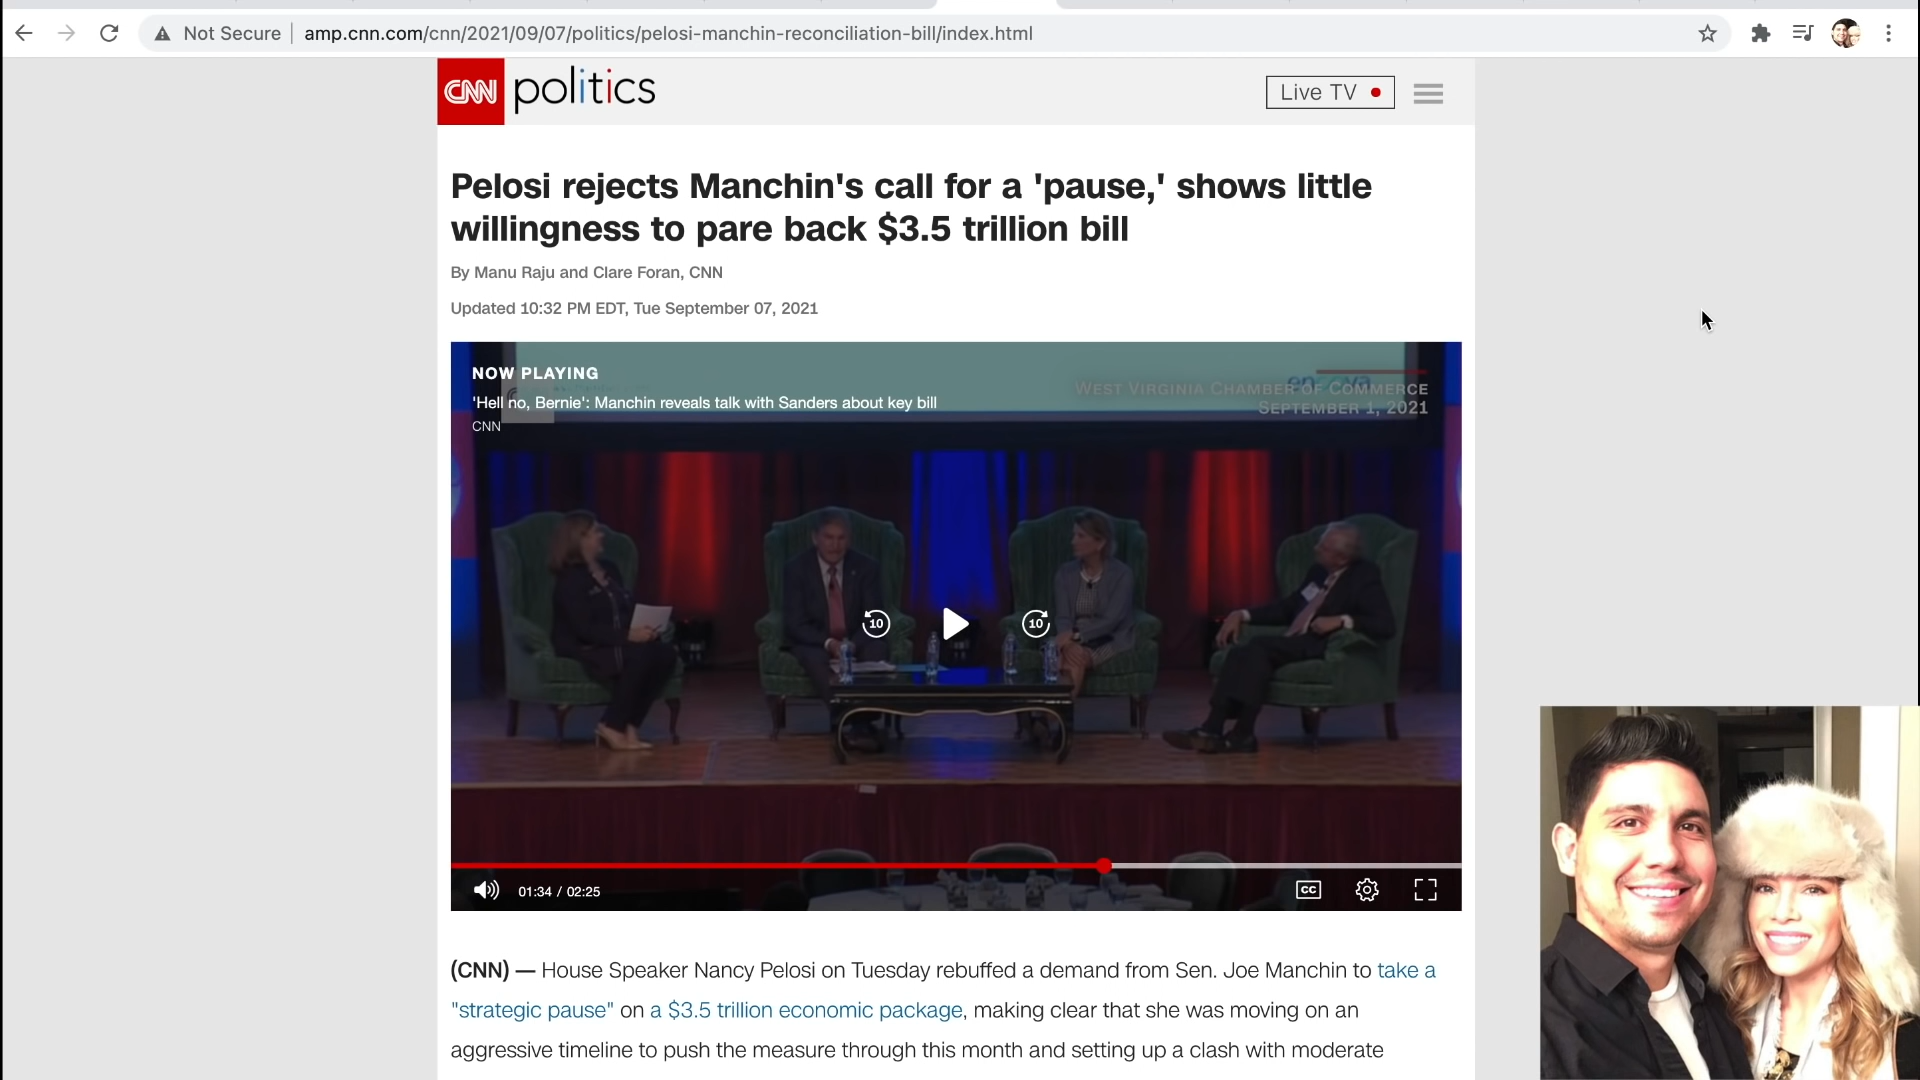 Not Secure
amp.cnn.com/cnn/2021/09/07/politics/pelosi-manchin-reconciliation-bill/index.html
CNN politics
Live TV
Pelosi rejects Manchin's call for a 'pause,' shows little
willingness to pare back $3.5 trillion bill
By Manu Raju and Clare Foran, CNN
Updated 10:32 PM EDT, Tue September 07, 2021
NOW PLAYING
'Hell no, Bernie': Manchin reveals talk with Sanders about key bill
CNN
WEST VIRGINIA CHAMBER OF COMMERCE
SEPTEMBER 1, 2021
10
10
01:34 / 02:25
CC
(CNN) — House Speaker Nancy Pelosi on Tuesday rebuffed a demand from Sen. Joe Manchin to take a
"strategic pause" on a $3.5 trillion economic package, making clear that she was moving on an
aggressive timeline to push the measure through this month and setting up a clash with moderate